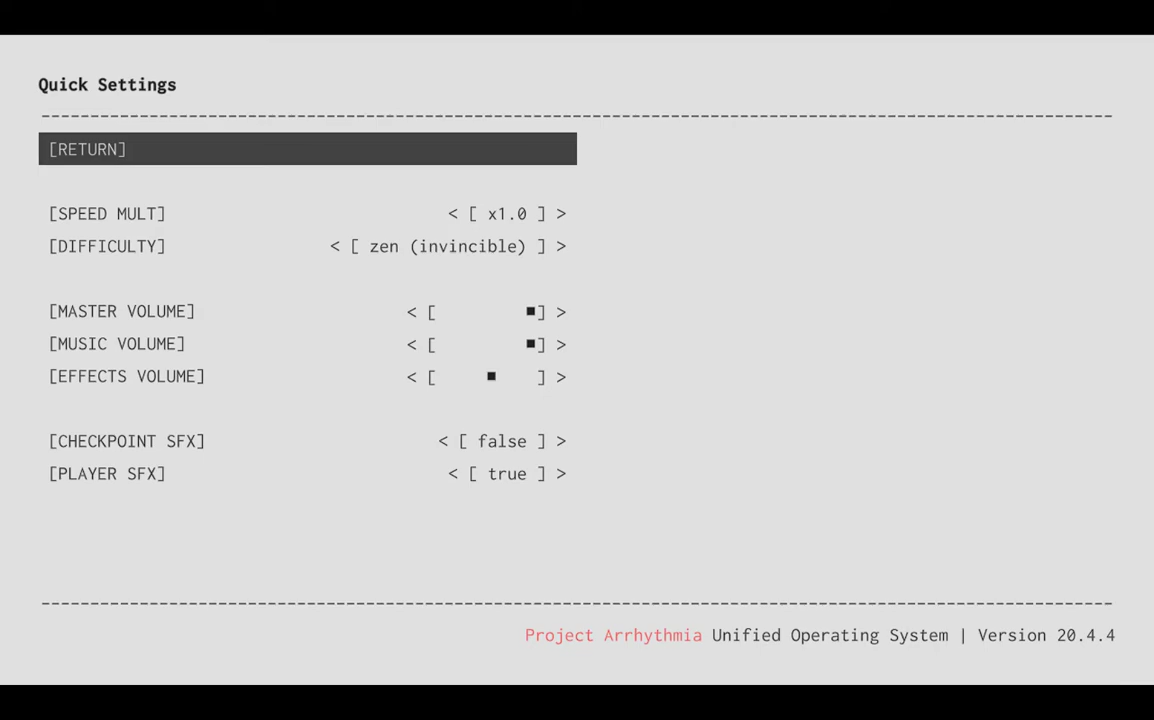 Quick Settings
[RETURN]
[SPEED MULT] < [ x1.0 ] >
[DIFFICULTY] < [ zen (invincible) ] >
[MASTER VOLUME] < [ ■] >
[MUSIC VOLUME] < [ ■] >
[EFFECTS VOLUME] < [ ■ ] >
[CHECKPOINT SFX] < [ false ] >
[PLAYER SFX] < [ true ] >
Project Arrhythmia Unified Operating System | Version 20.4.4